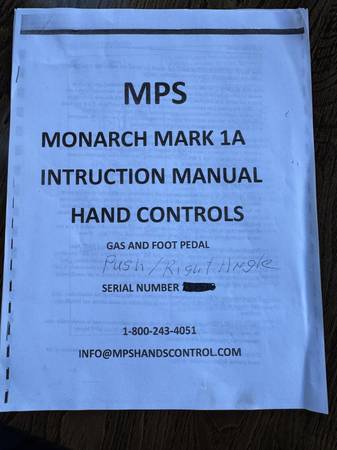 MPS
MONARCH MARK 1A
INTRUCTION MANUAL
HAND CONTROLS
GAS AND FOOT PEDAL
Push/Right Angle
SERIAL NUMBER
1-800-243-4051
INFO@MPSHANDSCONTROL.COM